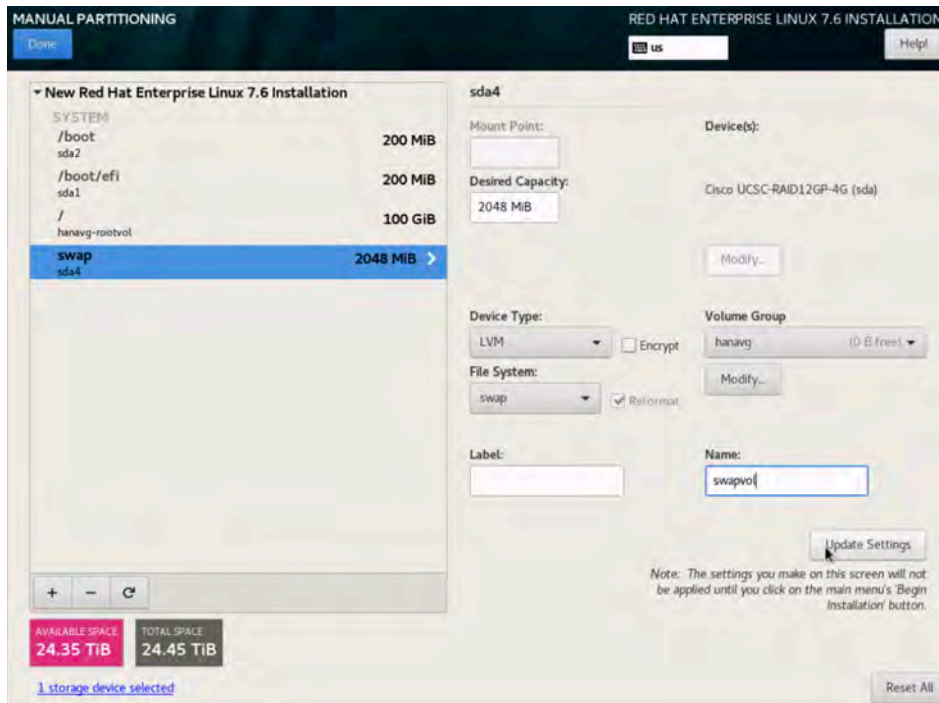 MANUAL PARTITIONING
RED HAT ENTERPRISE LINUX 7.6 INSTALLATION
Done
us
Help!
New Red Hat Enterprise Linux 7.6 Installation
SYSTEM
/boot
200 MiB
sda2
/boot/efi
200 MiB
sda1
/
100 GiB
hanavg-rootvol
swap
2048 MiB
sda4
sda4
Mount Point:
Device(s):
Desired Capacity:
2048 MiB
Cisco UCSC-RAID12GP-4G (sda)
Modify...
Device Type:
Volume Group
LVM
Encrypt
hanavg
(0 B free)
File System:
Modify...
swap
Reformat
Label:
Name:
swapvol
Update Settings
Note: The settings you make on this screen will not
be applied until you click on the main menu's 'Begin
Installation' button.
+ −
AVAILABLE SPACE
24.35 TiB
TOTAL SPACE
24.45 TiB
1 storage device selected
Reset All